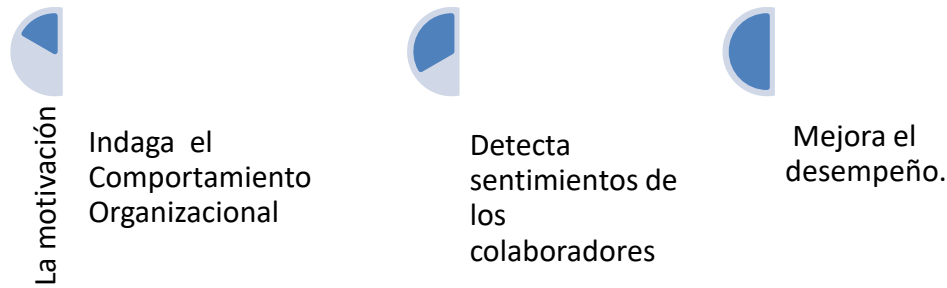 La motivación
Indaga  el
Comportamiento
Organizacional
Detecta
sentimientos de
los
colaboradores
Mejora el
desempeño.